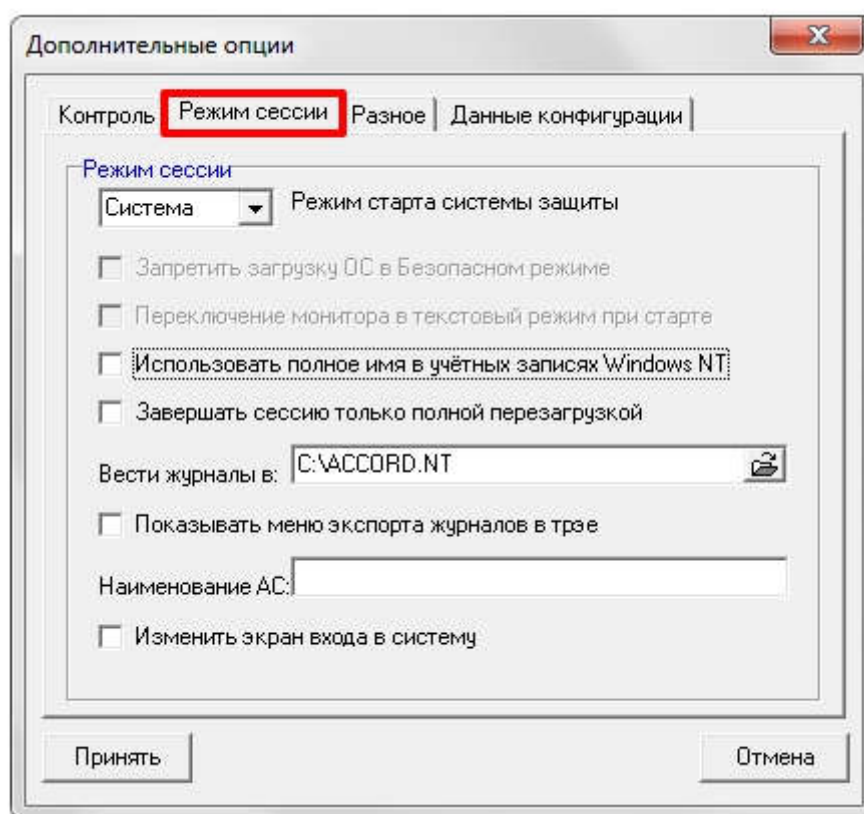 Дополнительные опции
Контроль Режим сессии Разное Данные конфигурации
Режим сессии
Система Режим старта системы защиты
Запретить загрузку ОС в Безопасном режиме
Переключение монитора в текстовый режим при старте
Использовать полное имя в учётных записях Windows NT
Завершать сессию только полной перезагрузкой
Вести журналы в: C:\ACCORD.NT
Показывать меню экспорта журналов в трэе
Наименование АС:
Изменить экран входа в систему
Принять Отмена